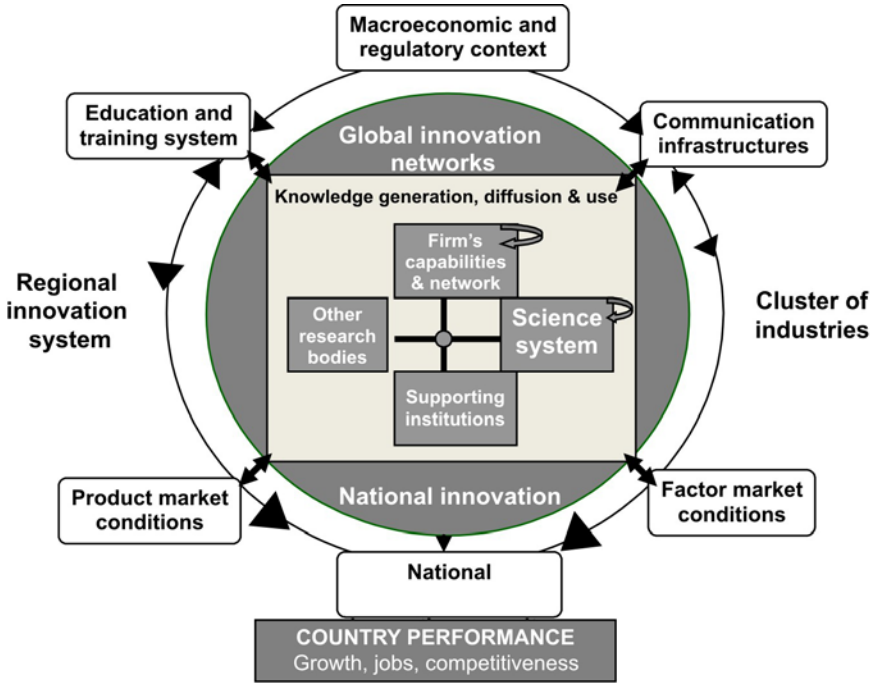 Macroeconomic and
regulatory context
Education and
training system
Communication
infrastructures
Global innovation
networks
Knowledge generation, diffusion & use
Firm's
capabilities
& network
Regional
innovation
system
Other
research
bodies
Science
system
Cluster of
industries
Supporting
institutions
Product market
conditions
National innovation
Factor market
conditions
National
COUNTRY PERFORMANCE
Growth, jobs, competitiveness